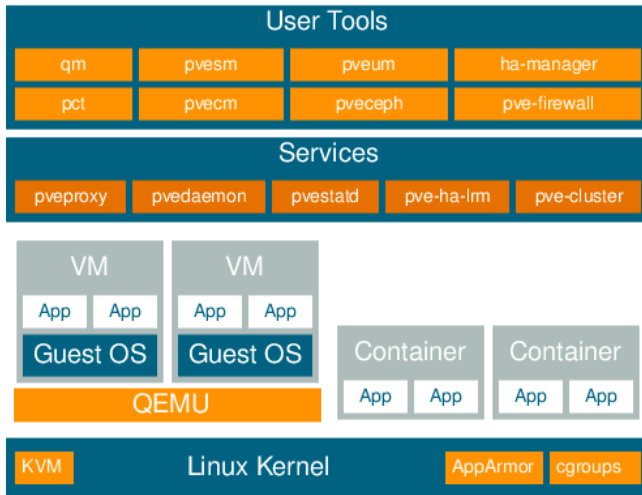 User Tools
qm pvesm pveum ha-manager
pct pvecm pveceph pve-firewall
Services
pveproxy pvedaemon pvestatd pve-ha-lrm pve-cluster
VM VM
App App App App
Guest OS Guest OS
Container Container
App App App App
QEMU
KVM Linux Kernel AppArmor cgroups